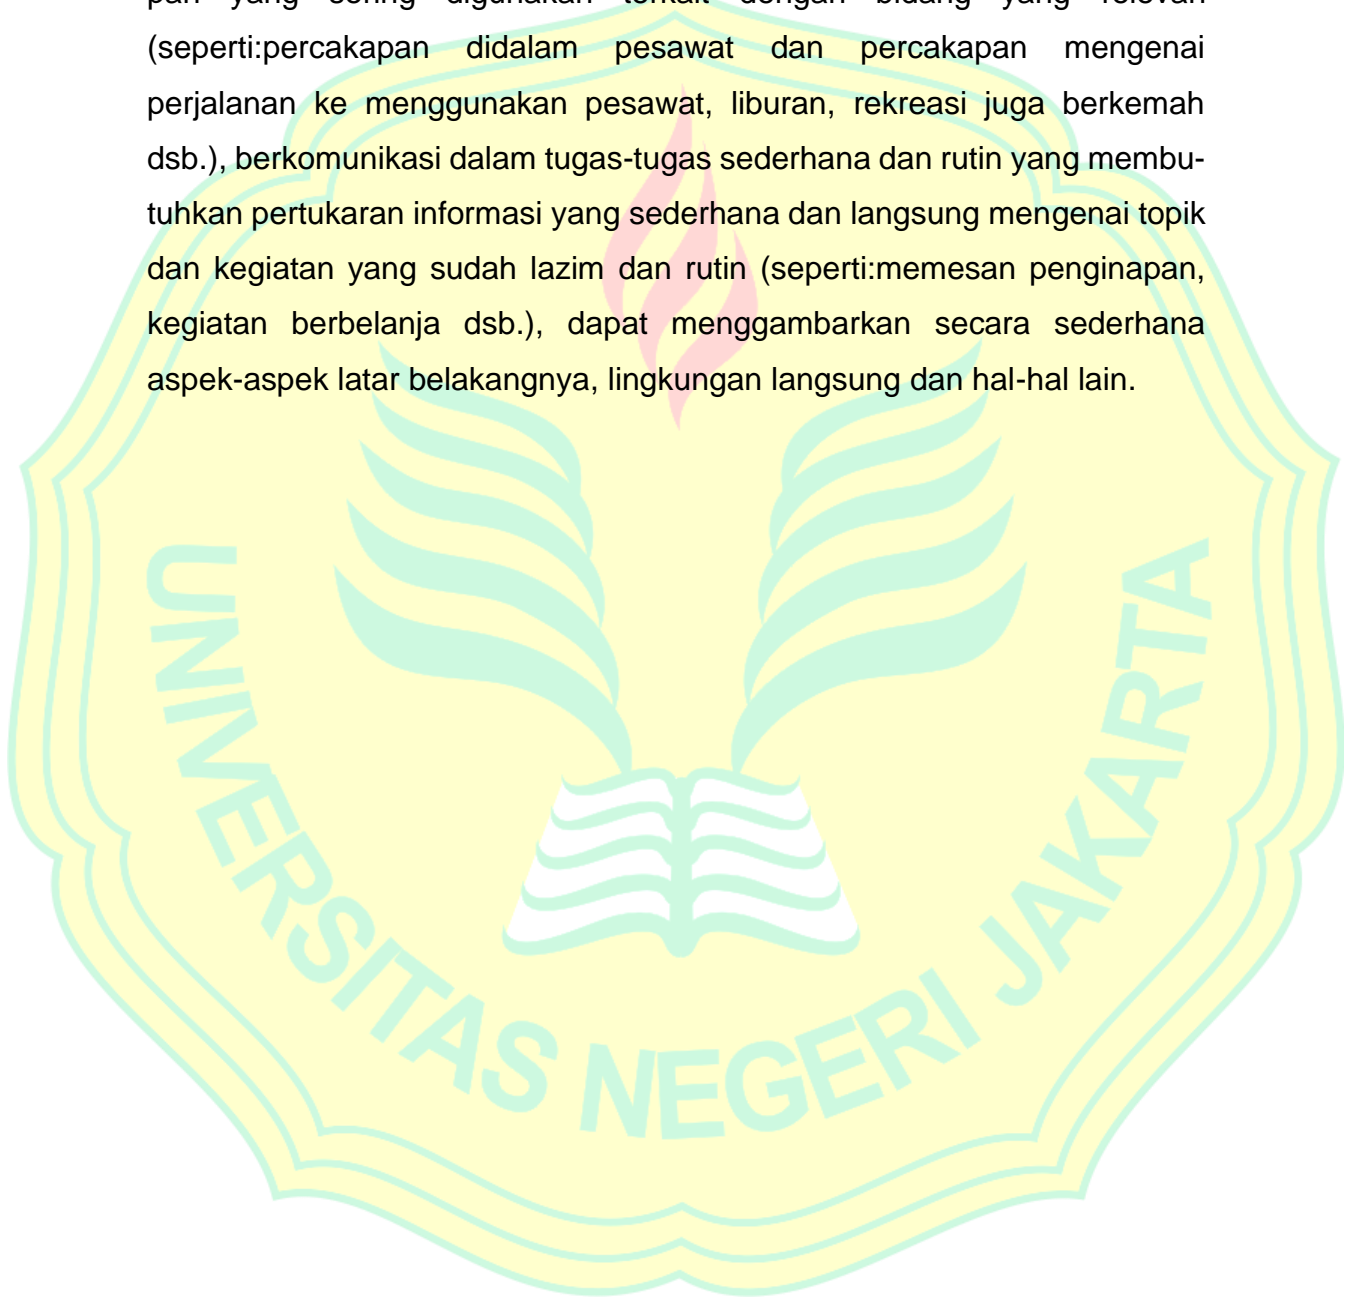 pan yang sering digunakan terkait dengan bidang yang relevan
(seperti:percakapan didalam pesawat dan percakapan mengenai
perjalanan ke menggunakan pesawat, liburan, rekreasi juga berkemah
dsb.), berkomunikasi dalam tugas-tugas sederhana dan rutin yang membu-
tuhkan pertukaran informasi yang sederhana dan langsung mengenai topik
dan kegiatan yang sudah lazim dan rutin (seperti:memesan penginapan,
kegiatan berbelanja dsb.), dapat menggambarkan secara sederhana
aspek-aspek latar belakangnya, lingkungan langsung dan hal-hal lain.
UNIVERSITAS NEGERI JAKARTA